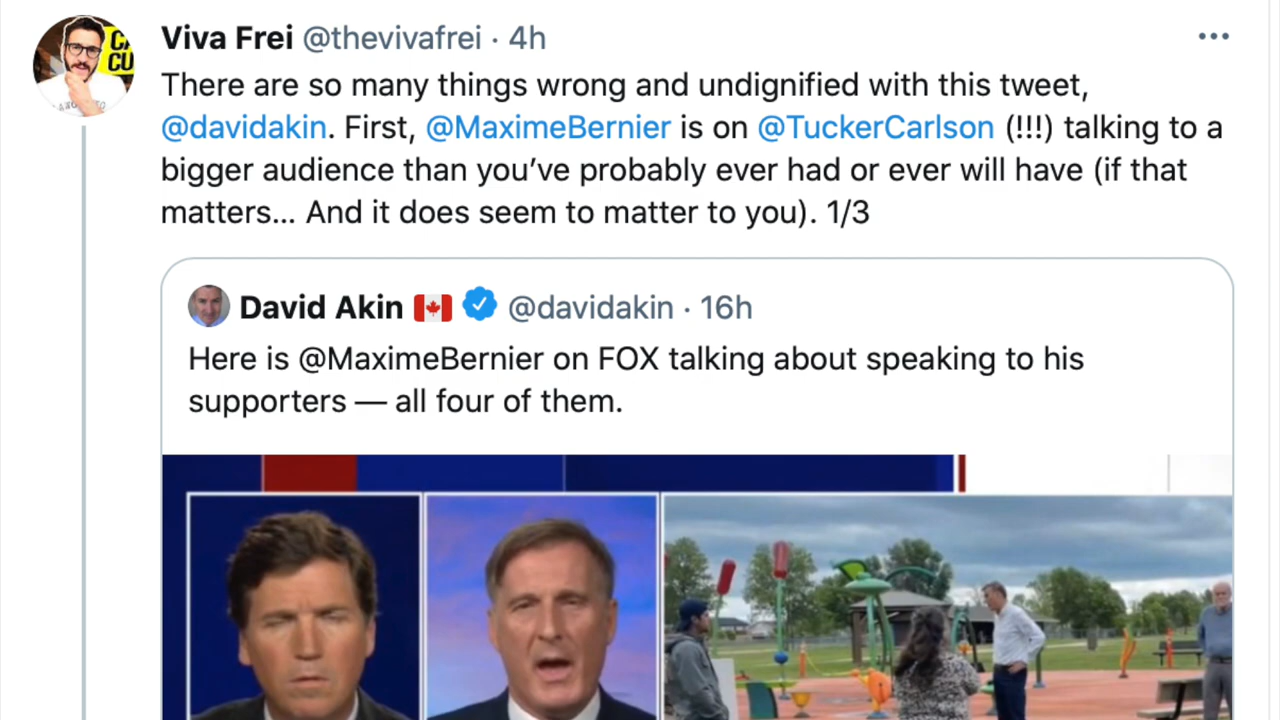 Viva Frei @thevivafrei · 4h
There are so many things wrong and undignified with this tweet,
@davidakin. First, @MaximeBernier is on @TuckerCarlson (!!!) talking to a
bigger audience than you’ve probably ever had or ever will have (if that
matters... And it does seem to matter to you). 1/3
David Akin 🇨🇦 @davidakin · 16h
Here is @MaximeBernier on FOX talking about speaking to his
supporters — all four of them.